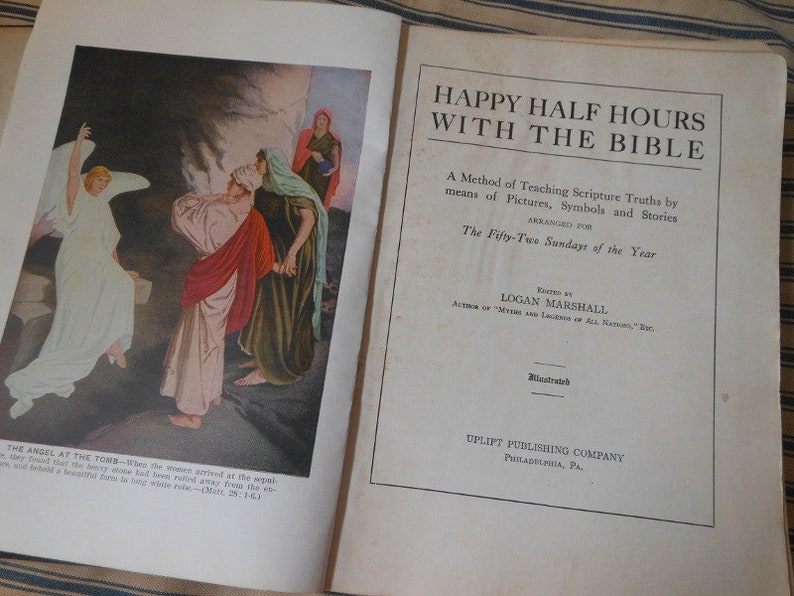 THE ANGEL AT THE TOMB—When the women arrived at the sepul-
they found that the heavy stone had been rolled away from the en-
and beheld a beautiful form in long white robe.—(Matt. 28: 1-6.)
HAPPY HALF HOURS
WITH THE BIBLE
A Method of Teaching Scripture Truths by
means of Pictures, Symbols and Stories
ARRANGED FOR
The Fifty-Two Sundays of the Year
EDITED BY
LOGAN MARSHALL
AUTHOR OF "MYTHS AND LEGENDS OF ALL NATIONS," ETC.
Illustrated
UPLIFT PUBLISHING COMPANY
PHILADELPHIA, PA.